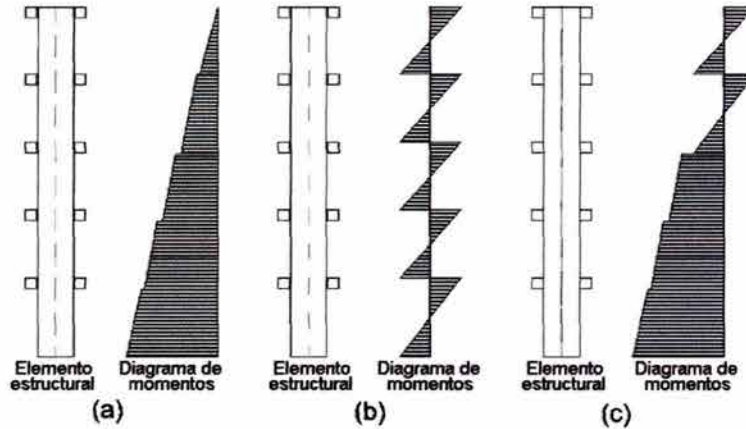 Elemento
estructural
Diagrama de
momentos
(a)
Elemento
estructural
Diagrama de
momentos
(b)
Elemento
estructural
Diagrama de
momentos
(c)